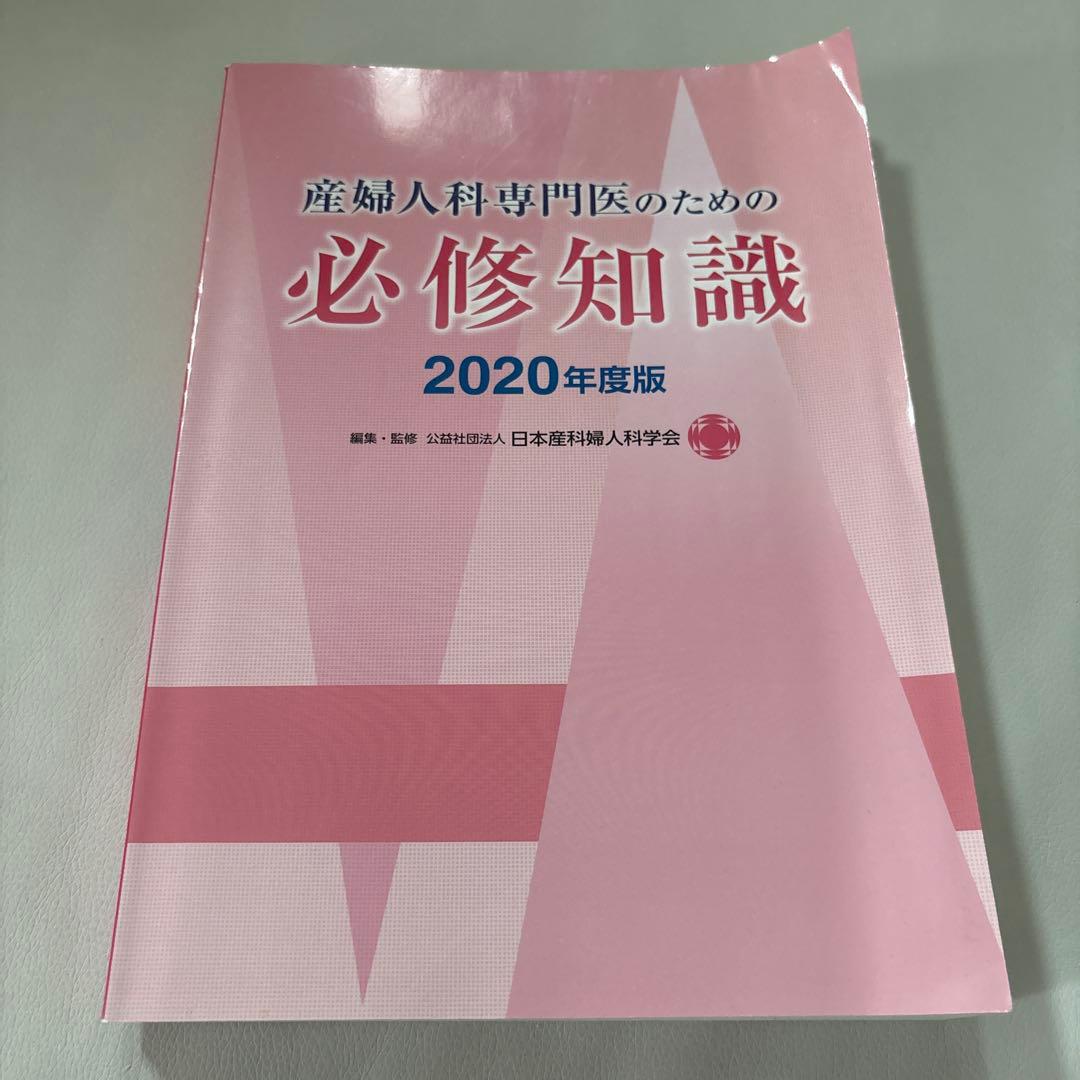 産婦人科専門医のための
必修知識
2020年度版
編集・監修 公益社団法人 日本産科婦人科学会